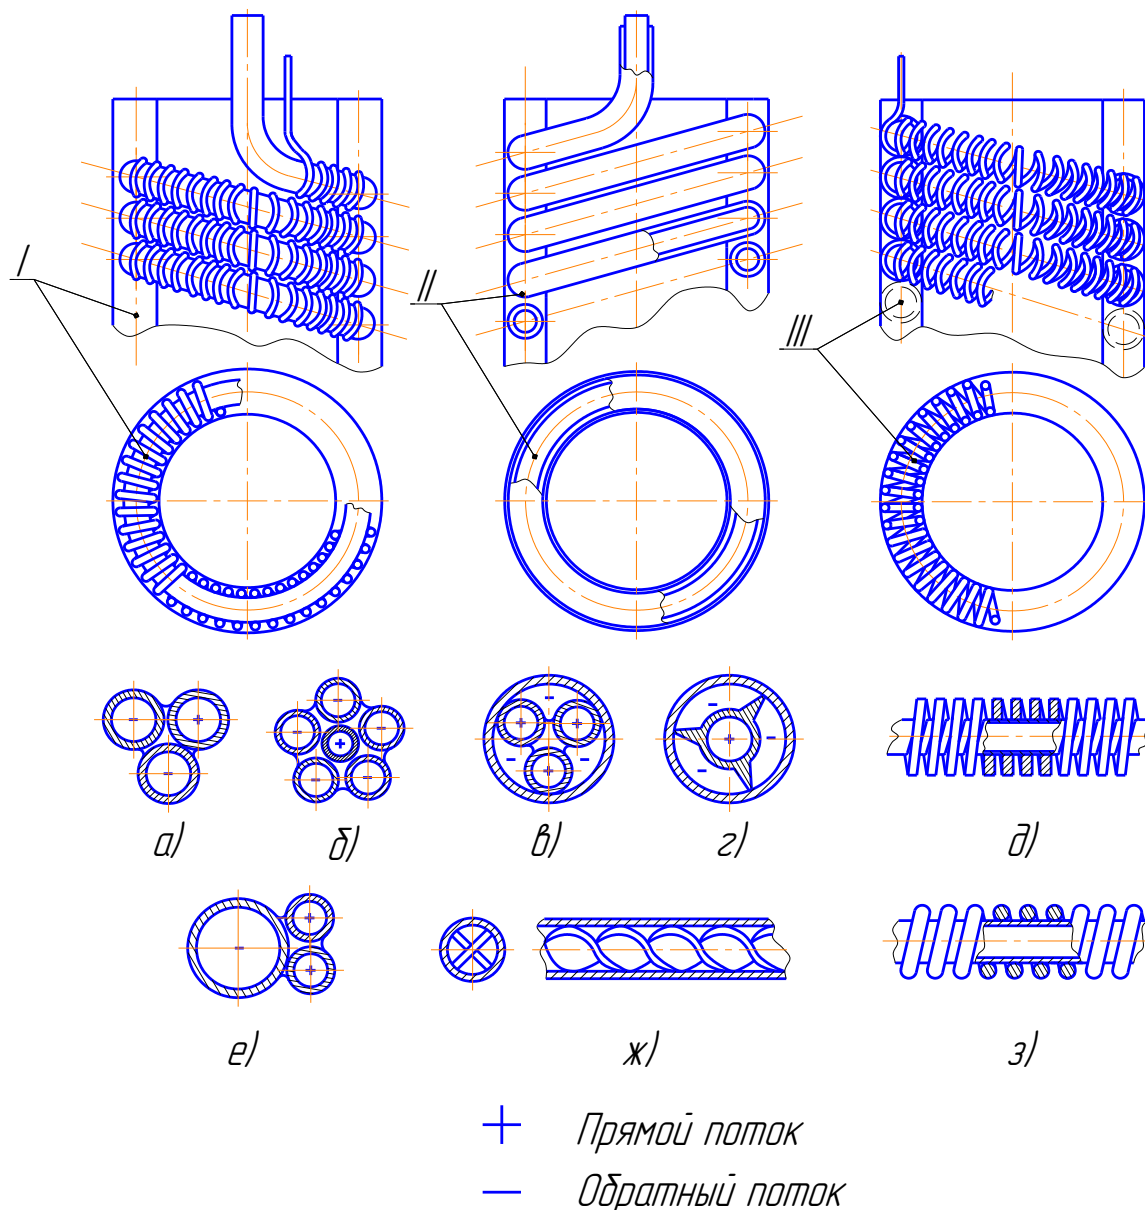 I
II
III
а) б) в) г) д)
е) ж) з)
+ Прямой поток
− Обратный поток